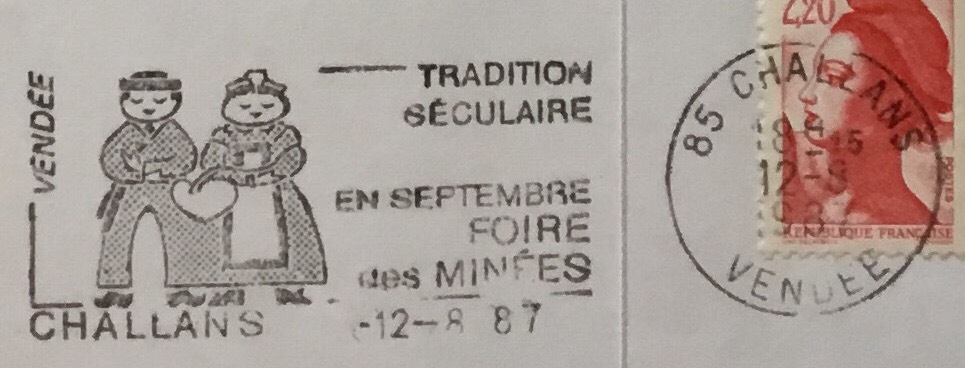 VENDÉE
TRADITION
SÉCULAIRE
EN SEPTEMBRE
FOIRE
des MINÉES
CHALLANS
-12-8 87
2,20
85 CHALLANS
12-8
VENDÉE
RÉPUBLIQUE FRANÇAISE